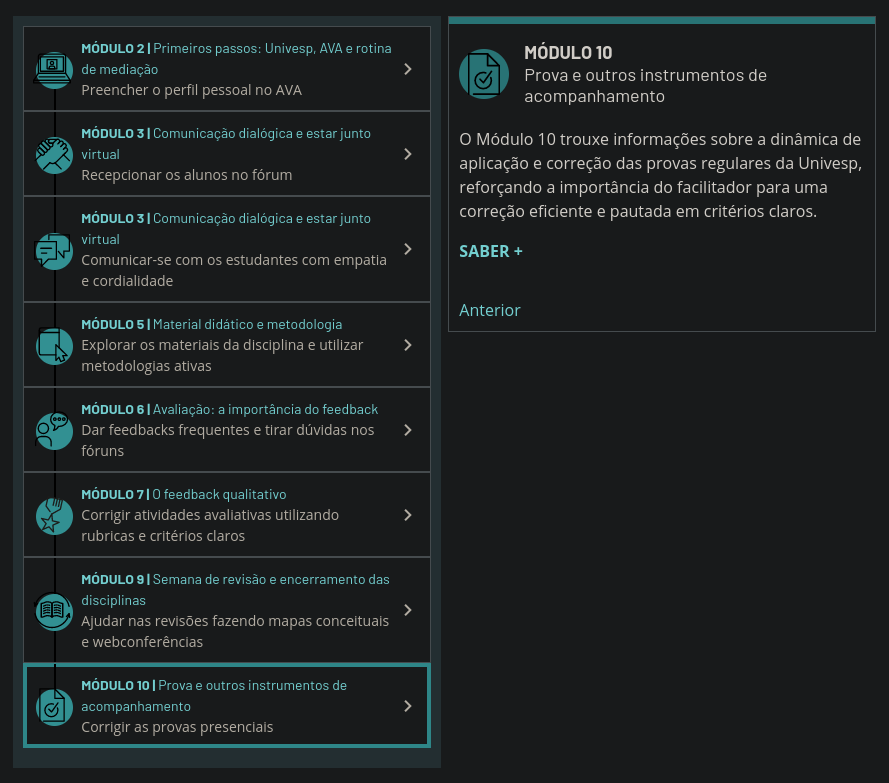 MÓDULO 2 | Primeiros passos: Univesp, AVA e rotina
de mediação
Preencher o perfil pessoal no AVA
MÓDULO 3 | Comunicação dialógica e estar junto
virtual
Recepcionar os alunos no fórum
MÓDULO 3 | Comunicação dialógica e estar junto
virtual
Comunicar-se com os estudantes com empatia
e cordialidade
MÓDULO 5 | Material didático e metodologia
Explorar os materiais da disciplina e utilizar
metodologias ativas
MÓDULO 6 | Avaliação: a importância do feedback
Dar feedbacks frequentes e tirar dúvidas nos
fóruns
MÓDULO 7 | O feedback qualitativo
Corrigir atividades avaliativas utilizando
rubricas e critérios claros
MÓDULO 9 | Semana de revisão e encerramento das
disciplinas
Ajudar nas revisões fazendo mapas conceituais
e webconferências
MÓDULO 10 | Prova e outros instrumentos de
acompanhamento
Corrigir as provas presenciais
MÓDULO 10
Prova e outros instrumentos de
acompanhamento
O Módulo 10 trouxe informações sobre a dinâmica de
aplicação e correção das provas regulares da Univesp,
reforçando a importância do facilitador para uma
correção eficiente e pautada em critérios claros.
SABER +
Anterior